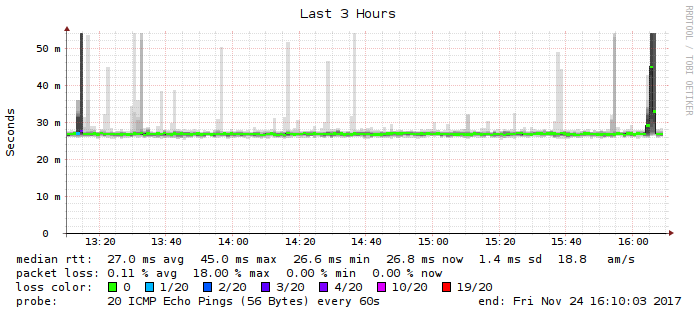 Last 3 Hours
RRDTOOL / TOBI OETIKER
Seconds
50 m
40 m
30 m
20 m
10 m
0
13:20 13:40 14:00 14:20 14:40 15:00 15:20 15:40 16:00
median rtt: 27.0 ms avg 45.0 ms max 26.6 ms min 26.8 ms now 1.4 ms sd 18.8 am/s
packet loss: 0.11 % avg 18.00 % max 0.00 % min 0.00 % now
loss color: 0 1/20 2/20 3/20 4/20 10/20 19/20
probe: 20 ICMP Echo Pings (56 Bytes) every 60s end: Fri Nov 24 16:10:03 2017